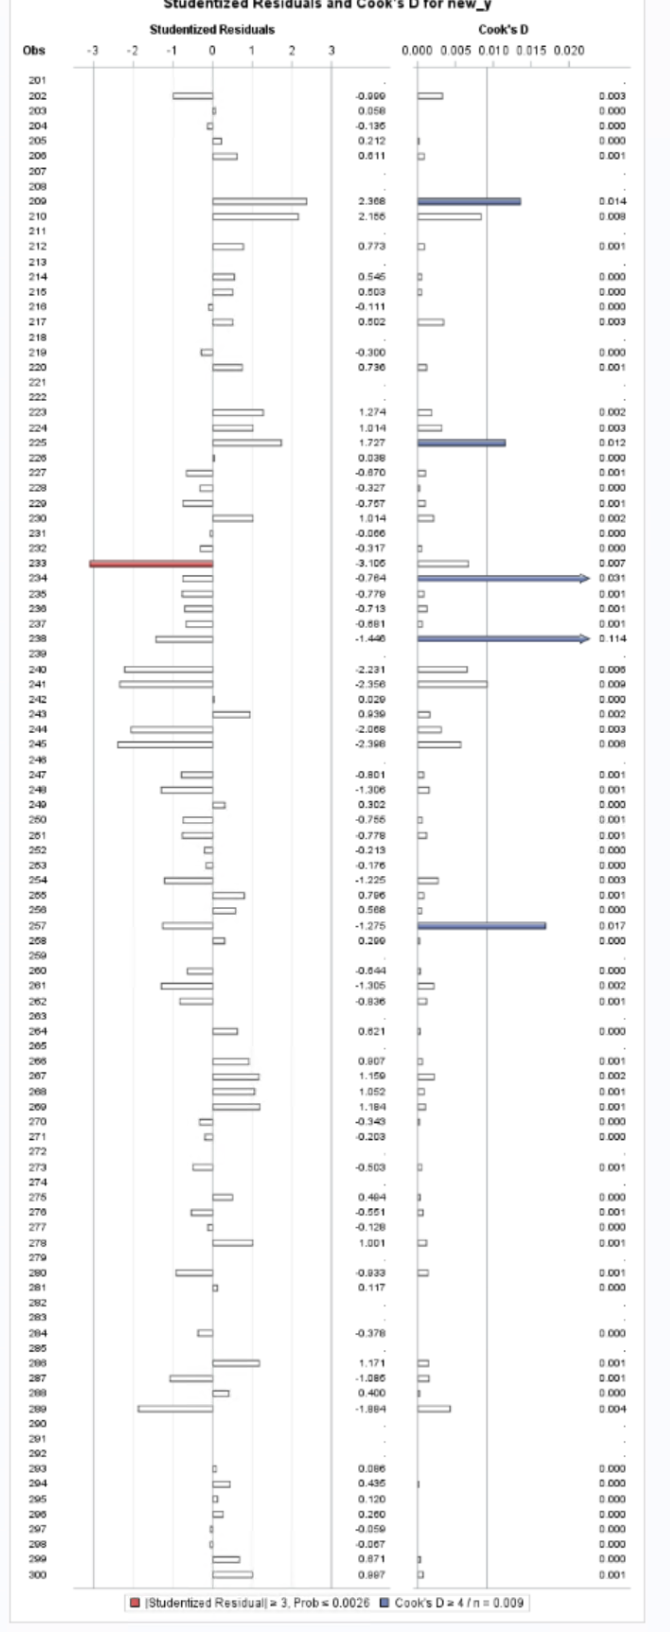 Studentized Residuals and Cook's D for new_y
Studentized Residuals Cook's D
Obs -3 -2 -1 0 1 2 3 0.000 0.005 0.010 0.015 0.020
201 . .
202 -0.999 0.003
203 0.058 0.000
204 -0.135 0.000
205 0.212 0.000
206 0.611 0.001
207 . .
208 . .
209 2.368 0.014
210 2.155 0.008
211 . .
212 0.773 0.001
213 . .
214 0.545 0.000
215 0.503 0.000
216 -0.111 0.000
217 0.502 0.003
218 . .
219 -0.300 0.000
220 0.736 0.001
221 . .
222 . .
223 1.274 0.002
224 1.014 0.003
225 1.727 0.012
226 0.038 0.000
227 -0.670 0.001
228 -0.327 0.000
229 -0.757 0.001
230 1.014 0.002
231 -0.066 0.000
232 -0.317 0.000
233 -3.105 0.007
234 -0.764 0.031
235 -0.779 0.001
236 -0.713 0.001
237 -0.681 0.001
238 -1.446 0.114
239 . .
240 -2.231 0.006
241 -2.356 0.009
242 0.029 0.000
243 0.939 0.002
244 -2.068 0.003
245 -2.398 0.006
246 . .
247 -0.801 0.001
248 -1.306 0.001
249 0.302 0.000
250 -0.755 0.001
251 -0.778 0.001
252 -0.213 0.000
253 -0.176 0.000
254 -1.225 0.003
255 0.796 0.001
256 0.568 0.000
257 -1.275 0.017
258 0.299 0.000
259 . .
260 -0.644 0.000
261 -1.305 0.002
262 -0.836 0.001
263 . .
264 0.621 0.000
265 . .
266 0.907 0.001
267 1.159 0.002
268 1.052 0.001
269 1.184 0.001
270 -0.343 0.000
271 -0.203 0.000
272 . .
273 -0.503 0.001
274 . .
275 0.484 0.000
276 -0.551 0.001
277 -0.128 0.000
278 1.001 0.001
279 . .
280 -0.933 0.001
281 0.117 0.000
282 . .
283 . .
284 -0.378 0.000
285 . .
286 1.171 0.001
287 -1.085 0.001
288 0.400 0.000
289 -1.884 0.004
290 . .
291 . .
292 . .
293 0.086 0.000
294 0.435 0.000
295 0.120 0.000
296 0.260 0.000
297 -0.059 0.000
298 -0.067 0.000
299 0.671 0.000
300 0.997 0.001
|Studentized Residual| ≥ 3, Prob ≤ 0.0026 Cook's D ≥ 4 / n = 0.009